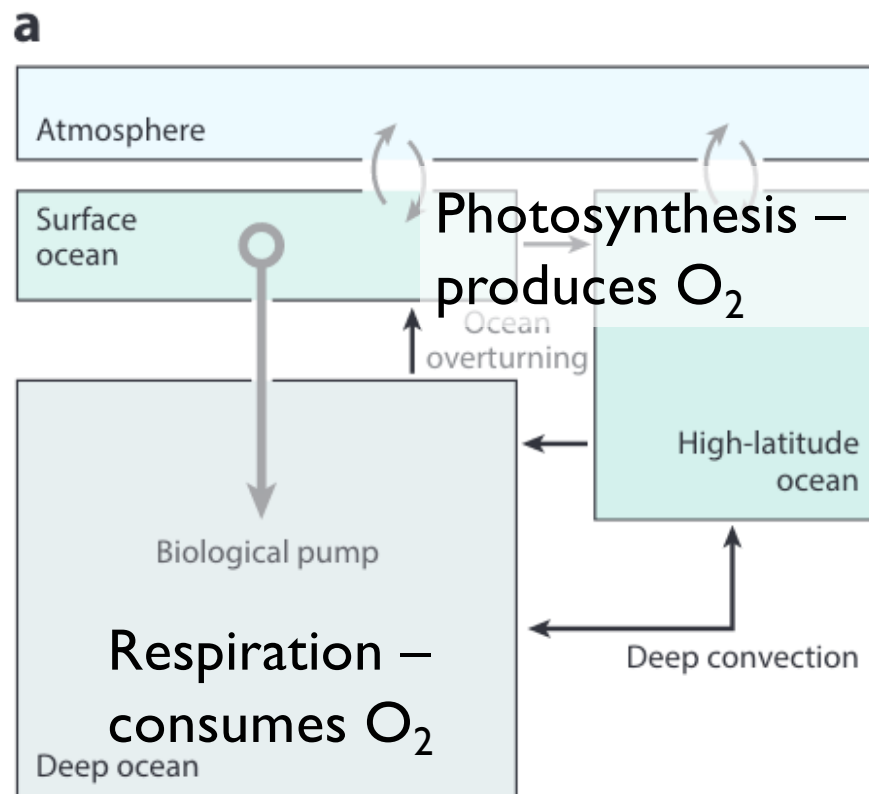 a
Atmosphere
Surface
ocean
Photosynthesis –
produces O₂
Ocean
overturning
High-latitude
ocean
Biological pump
Respiration –
consumes O₂
Deep convection
Deep ocean